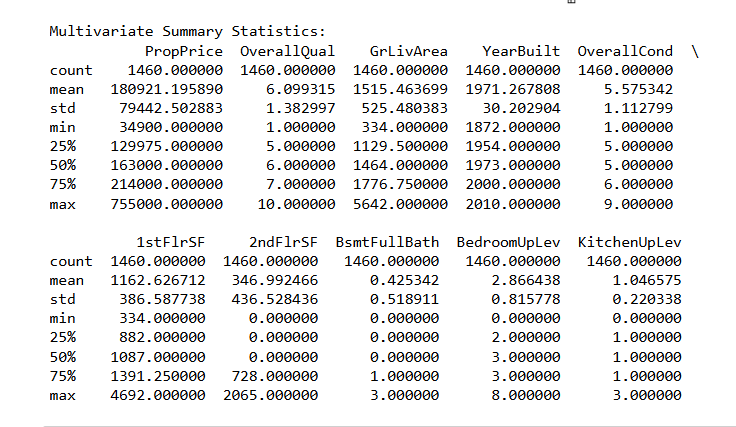 Multivariate Summary Statistics:
PropPrice OverallQual GrLivArea YearBuilt OverallCond \
count 1460.000000 1460.000000 1460.000000 1460.000000 1460.000000
mean 180921.195890 6.099315 1515.463699 1971.267808 5.575342
std 79442.502883 1.382997 525.480383 30.202904 1.112799
min 34900.000000 1.000000 334.000000 1872.000000 1.000000
25% 129975.000000 5.000000 1129.500000 1954.000000 5.000000
50% 163000.000000 6.000000 1464.000000 1973.000000 5.000000
75% 214000.000000 7.000000 1776.750000 2000.000000 6.000000
max 755000.000000 10.000000 5642.000000 2010.000000 9.000000
1stFlrSF 2ndFlrSF BsmtFullBath BedroomUpLev KitchenUpLev
count 1460.000000 1460.000000 1460.000000 1460.000000 1460.000000
mean 1162.626712 346.992466 0.425342 2.866438 1.046575
std 386.587738 436.528436 0.518911 0.815778 0.220338
min 334.000000 0.000000 0.000000 0.000000 0.000000
25% 882.000000 0.000000 0.000000 2.000000 1.000000
50% 1087.000000 0.000000 0.000000 3.000000 1.000000
75% 1391.250000 728.000000 1.000000 3.000000 1.000000
max 4692.000000 2065.000000 3.000000 8.000000 3.000000